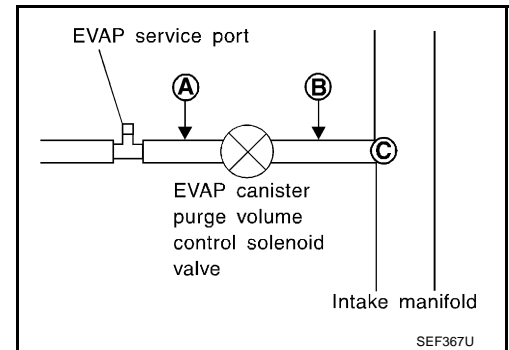 EVAP service port
A
B
C
EVAP canister
purge volume
control solenoid
valve
Intake manifold
SEF367U